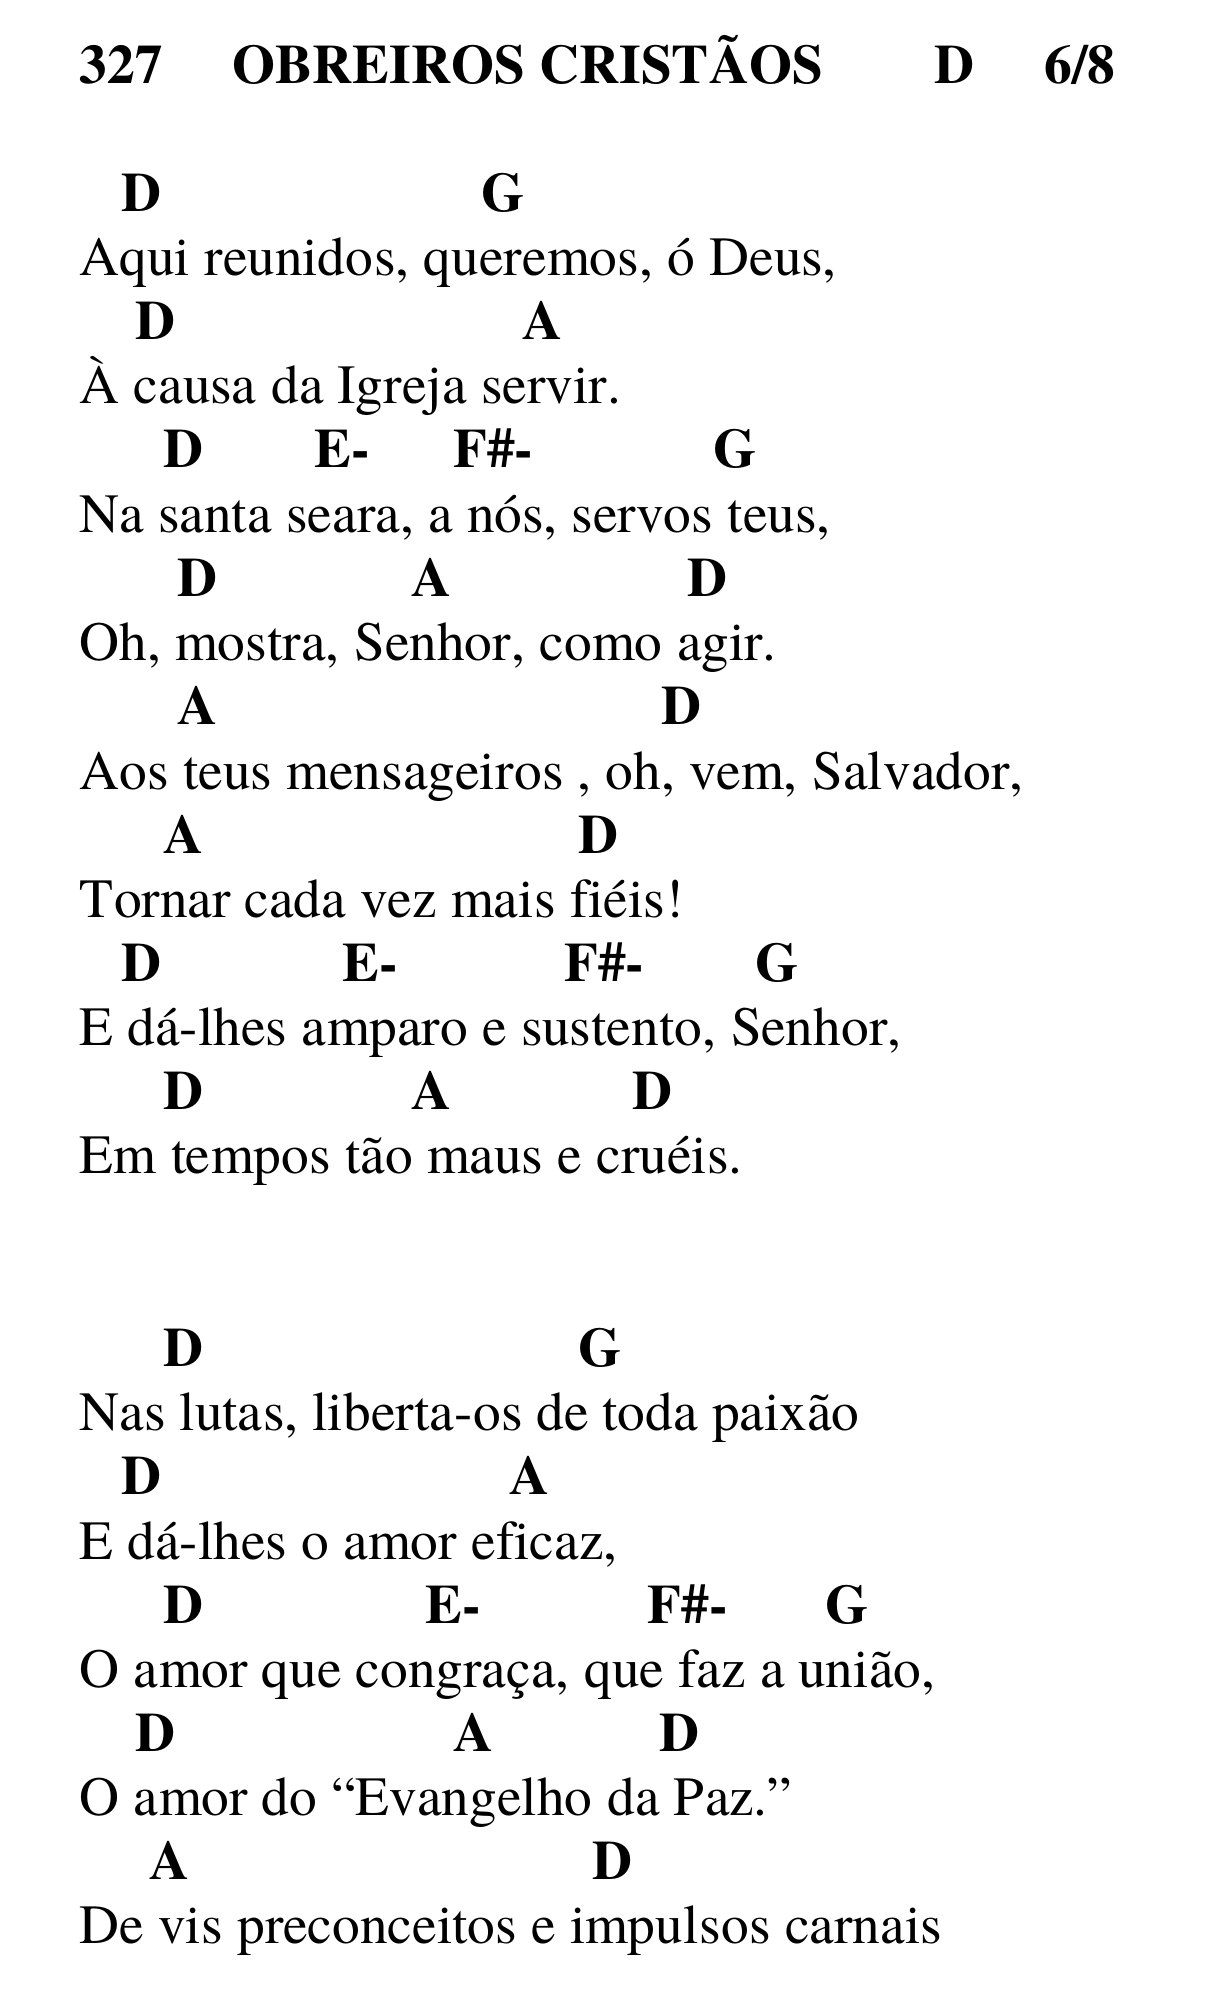 327 OBREIROS CRISTÃOS D 6/8
D G
Aqui reunidos, queremos, ó Deus,
D A
À causa da Igreja servir.
D E- F#- G
Na santa seara, a nós, servos teus,
D A D
Oh, mostra, Senhor, como agir.
A D
Aos teus mensageiros , oh, vem, Salvador,
A D
Tornar cada vez mais fiéis!
D E- F#- G
E dá-lhes amparo e sustento, Senhor,
D A D
Em tempos tão maus e cruéis.
D G
Nas lutas, liberta-os de toda paixão
D A
E dá-lhes o amor eficaz,
D E- F#- G
O amor que congraça, que faz a união,
D A D
O amor do “Evangelho da Paz.”
A D
De vis preconceitos e impulsos carnais